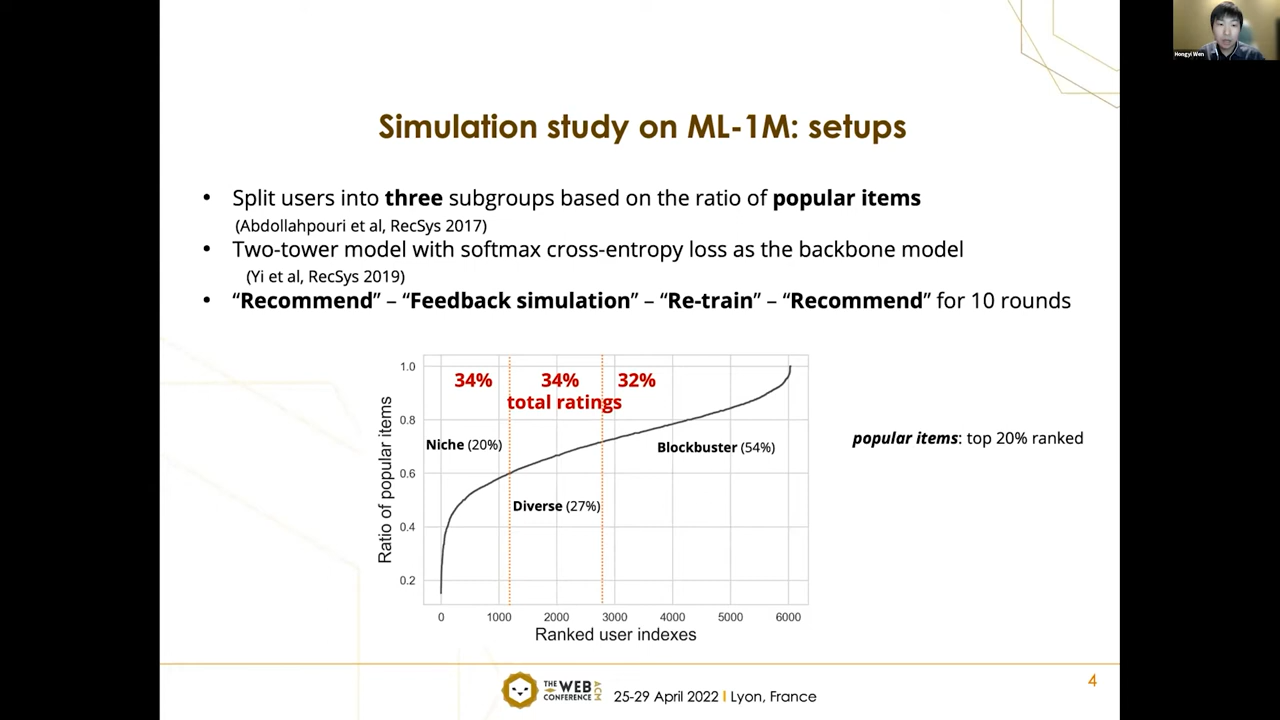 Hongyi Wen
Simulation study on ML-1M: setups
• Split users into three subgroups based on the ratio of popular items
(Abdollahpouri et al, RecSys 2017)
• Two-tower model with softmax cross-entropy loss as the backbone model
(Yi et al, RecSys 2019)
• “Recommend” – “Feedback simulation” – “Re-train” – “Recommend” for 10 rounds
1.0
0.8
0.6
0.4
0.2
Ratio of popular items
34%
34%
32%
total ratings
Niche (20%)
Blockbuster (54%)
Diverse (27%)
0 1000 2000 3000 4000 5000 6000
Ranked user indexes
popular items: top 20% ranked
THE WEB CONFERENCE ACM
25-29 April 2022 I Lyon, France
4